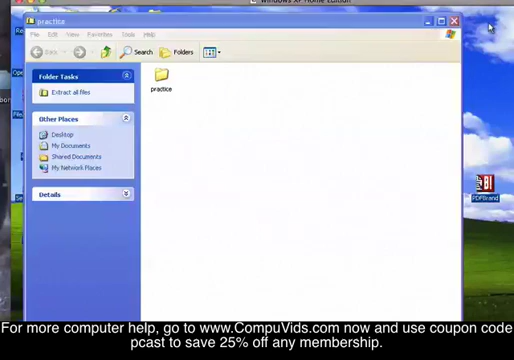 Windows XP Home Edition
practice
File Edit View Favorites Tools Help
Back Search Folders
Folder Tasks
Extract all files
practice
Other Places
Desktop
My Documents
Shared Documents
My Network Places
Details
PDFBrand
For more computer help, go to www.CompuVids.com now and use coupon code
pcast to save 25% off any membership.